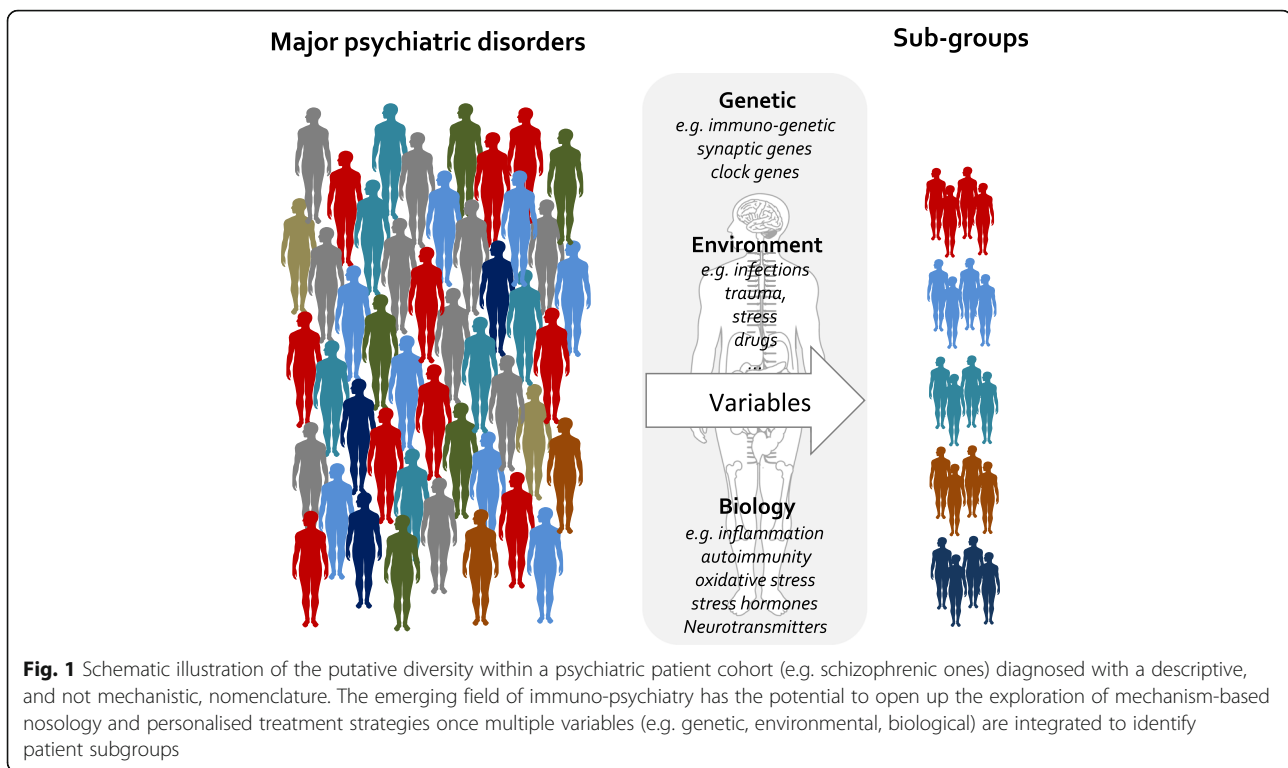 Major psychiatric disorders
Sub-groups
Genetic
e.g. immuno-genetic
synaptic genes
clock genes
Environment
e.g. infections
trauma,
stress
drugs
...
Variables
Biology
e.g. inflammation
autoimmunity
oxidative stress
stress hormones
Neurotransmitters
Fig. 1 Schematic illustration of the putative diversity within a psychiatric patient cohort (e.g. schizophrenic ones) diagnosed with a descriptive,
and not mechanistic, nomenclature. The emerging field of immuno-psychiatry has the potential to open up the exploration of mechanism-based
nosology and personalised treatment strategies once multiple variables (e.g. genetic, environmental, biological) are integrated to identify
patient subgroups